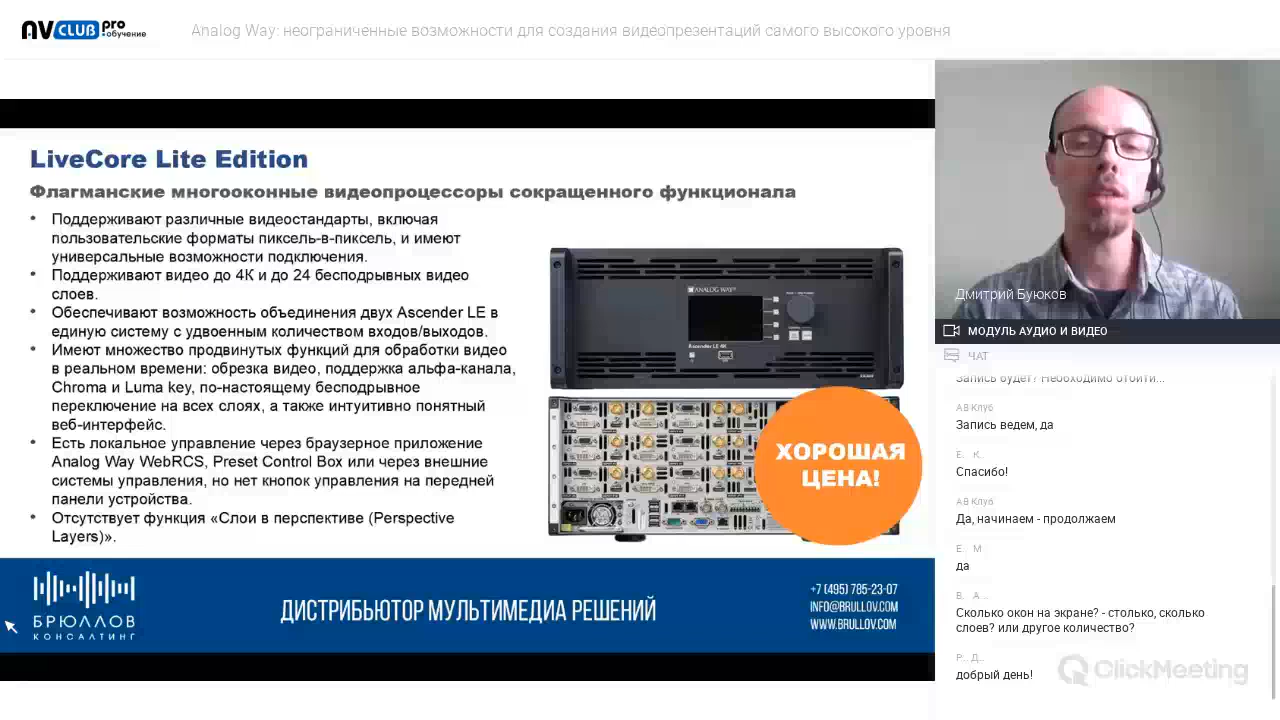 AV CLUB pro
обучение
Analog Way: неограниченные возможности для создания видеопрезентаций самого высокого уровня
LiveCore Lite Edition
Флагманские многооконные видеопроцессоры сокращенного функционала
• Поддерживают различные видеостандарты, включая
пользовательские форматы пиксель-в-пиксель, и имеют
универсальные возможности подключения.
• Поддерживают видео до 4К и до 24 бесподрывных видео
слоев.
• Обеспечивают возможность объединения двух Ascender LE в
единую систему с удвоенным количеством входов/выходов.
• Имеют множество продвинутых функций для обработки видео
в реальном времени: обрезка видео, поддержка альфа-канала,
Chroma и Luma key, по-настоящему бесподрывное
переключение на всех слоях, а также интуитивно понятный
веб-интерфейс.
• Есть локальное управление через браузерное приложение
Analog Way WebRCS, Preset Control Box или через внешние
системы управления, но нет кнопок управления на передней
панели устройства.
• Отсутствует функция «Слои в перспективе (Perspective
Layers)».
ANALOG WAY
Ascender LE 4K
ХОРОШАЯ
ЦЕНА!
БРЮЛЛОВ
КОНСАЛТИНГ
ДИСТРИБЬЮТОР МУЛЬТИМЕДИА РЕШЕНИЙ
+7 (495) 785-23-07
INFO@BRULLOV.COM
WWW.BRULLOV.COM
Дмитрий Буюков
МОДУЛЬ АУДИО И ВИДЕО
ЧАТ
Запись будет? Необходимо отойти...
АВ Клуб
Запись ведем, да
Е. К.
Спасибо!
АВ Клуб
Да, начинаем - продолжаем
Е. М
да
В. А...
Сколько окон на экране? - столько, сколько
слоев? или другое количество?
Р. Д..
добрый день!
ClickMeeting